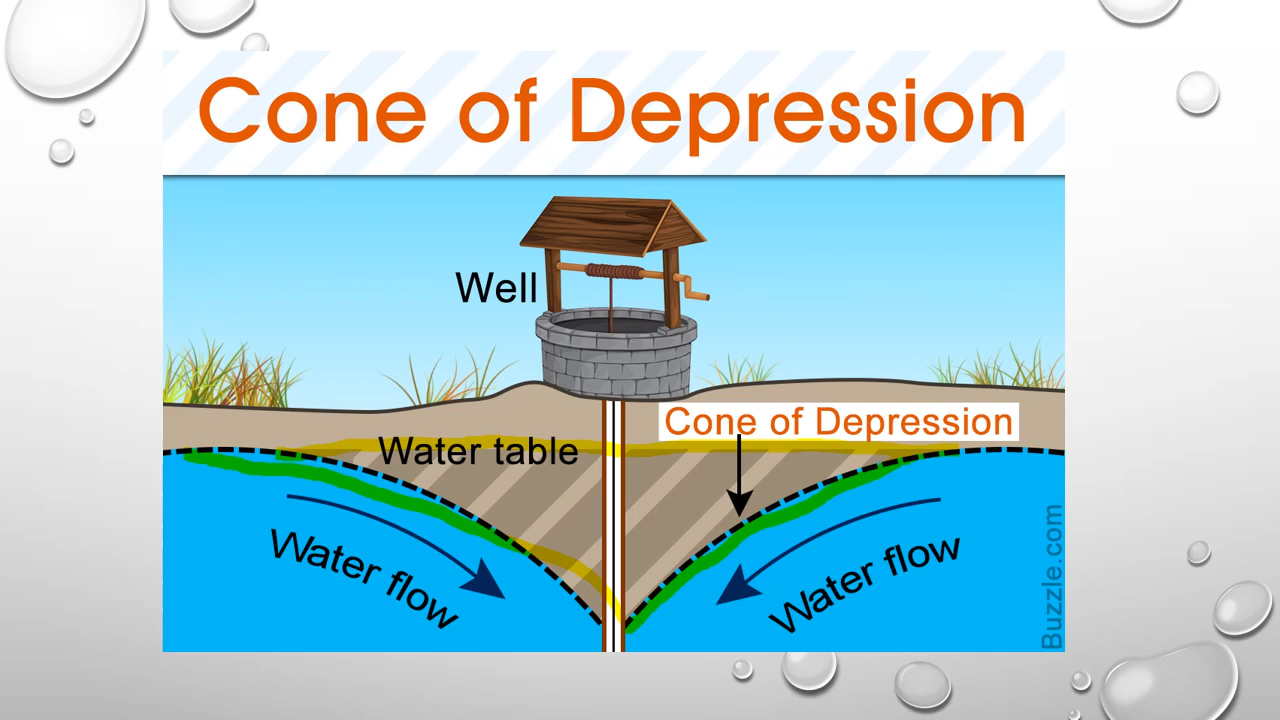 Cone of Depression
Well
Cone of Depression
Water table
Water flow
Water flow
Buzzle.com